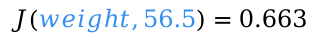 J(weight, 56.5) = 0.663